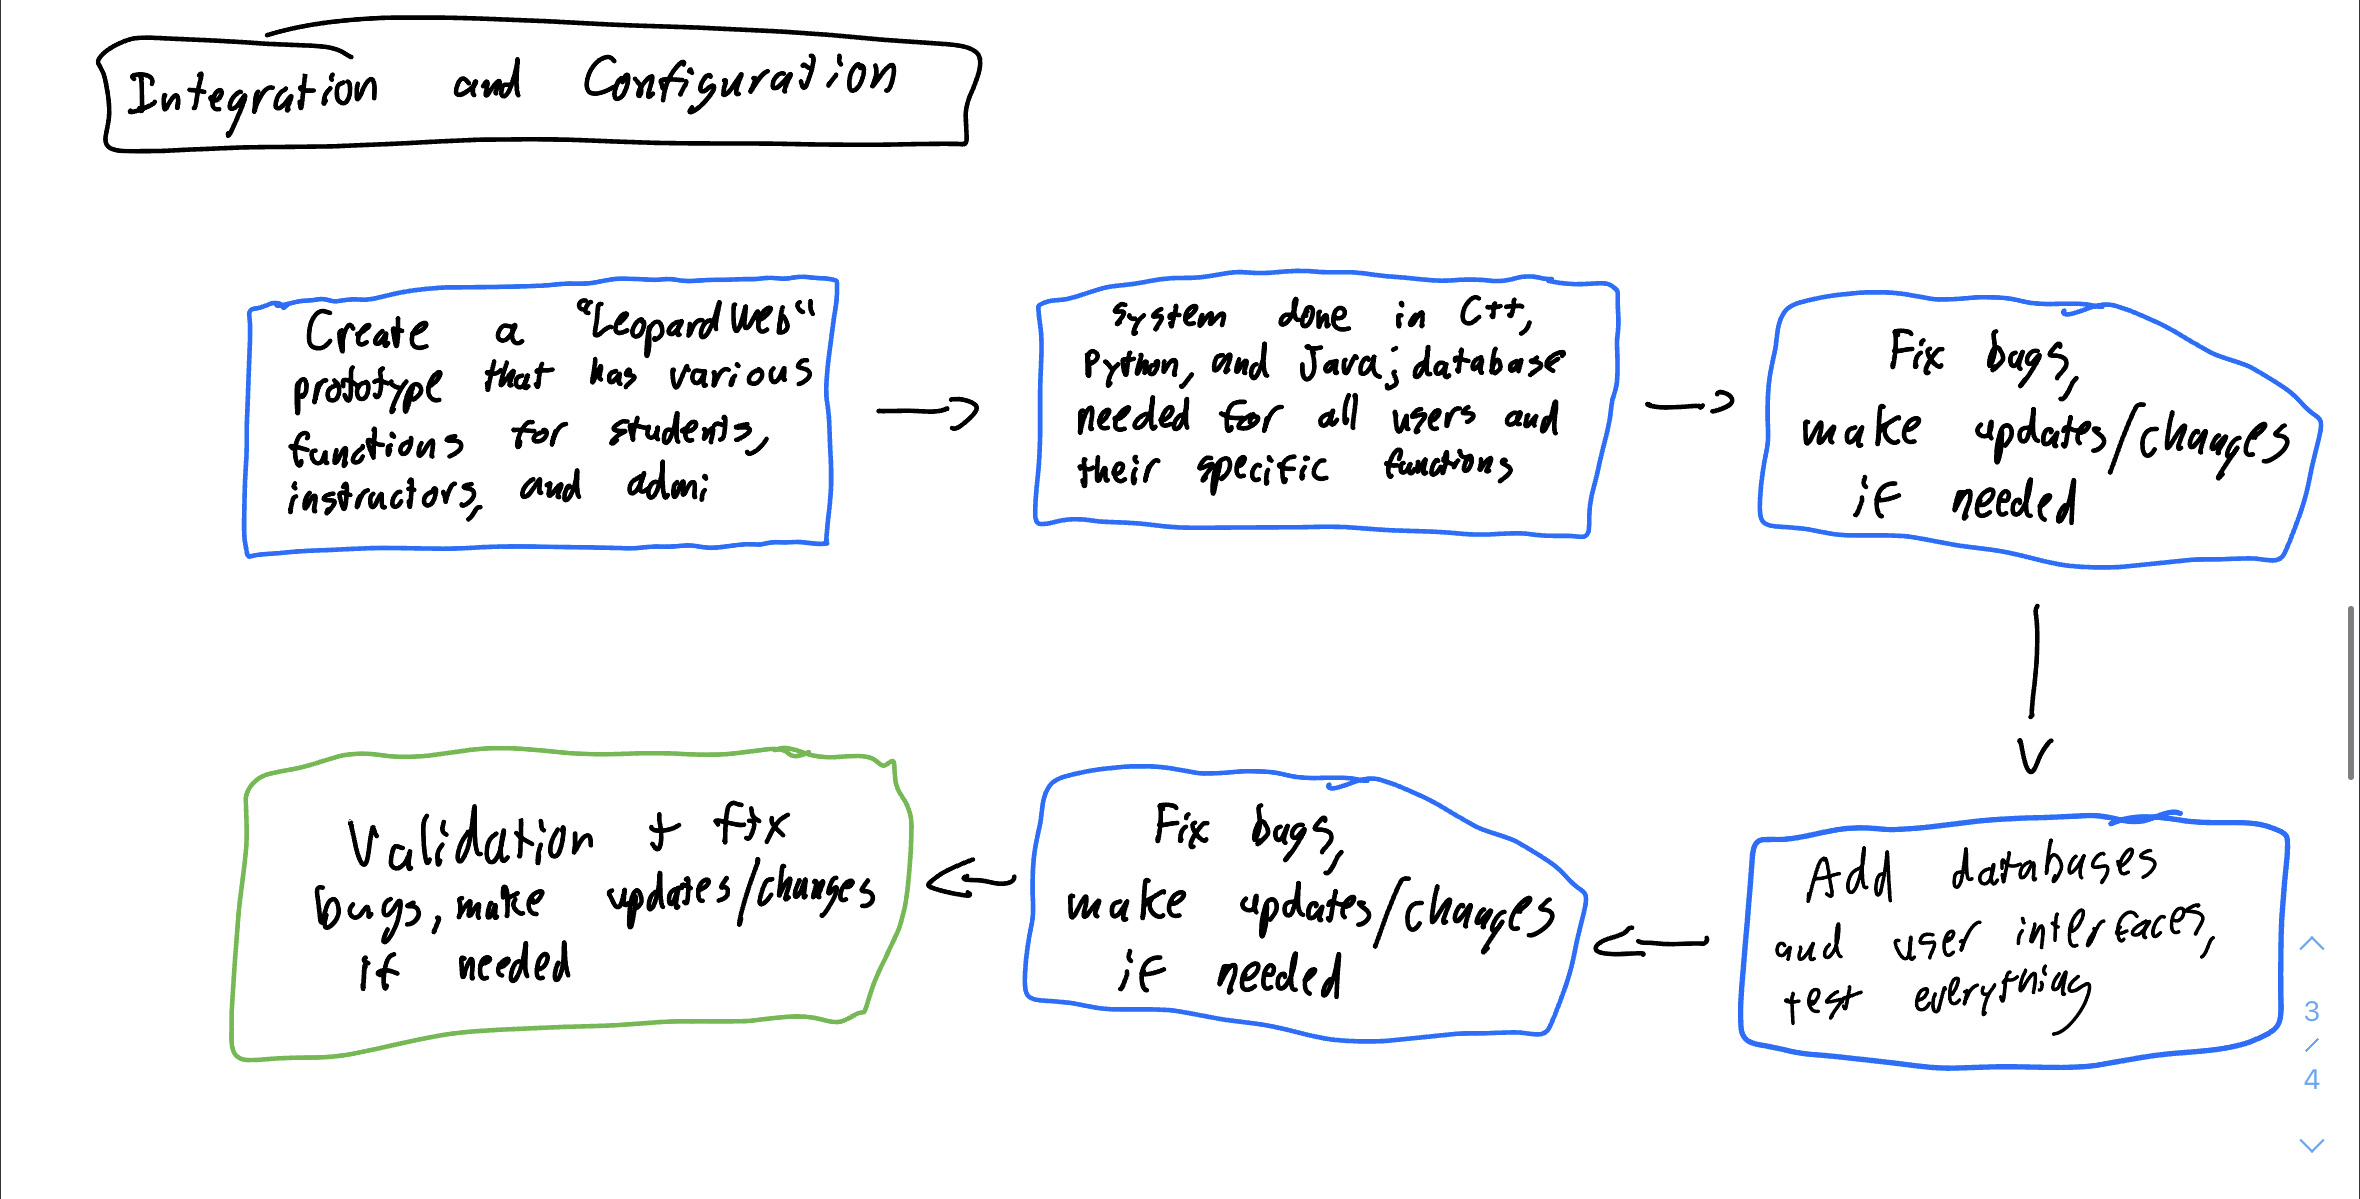 Integration and Configuration
Create a "Leopard Web"
prototype that has various
functions for students,
instructors, and admi
System done in C++,
Python, and Java; database
needed for all users and
their specific functions
Fix bugs,
make updates/changes
if needed
Add databases
and user interfaces,
test everything
Fix bugs,
make updates/changes
if needed
Validation + fix
bugs, make updates/changes
if needed
3
/
4